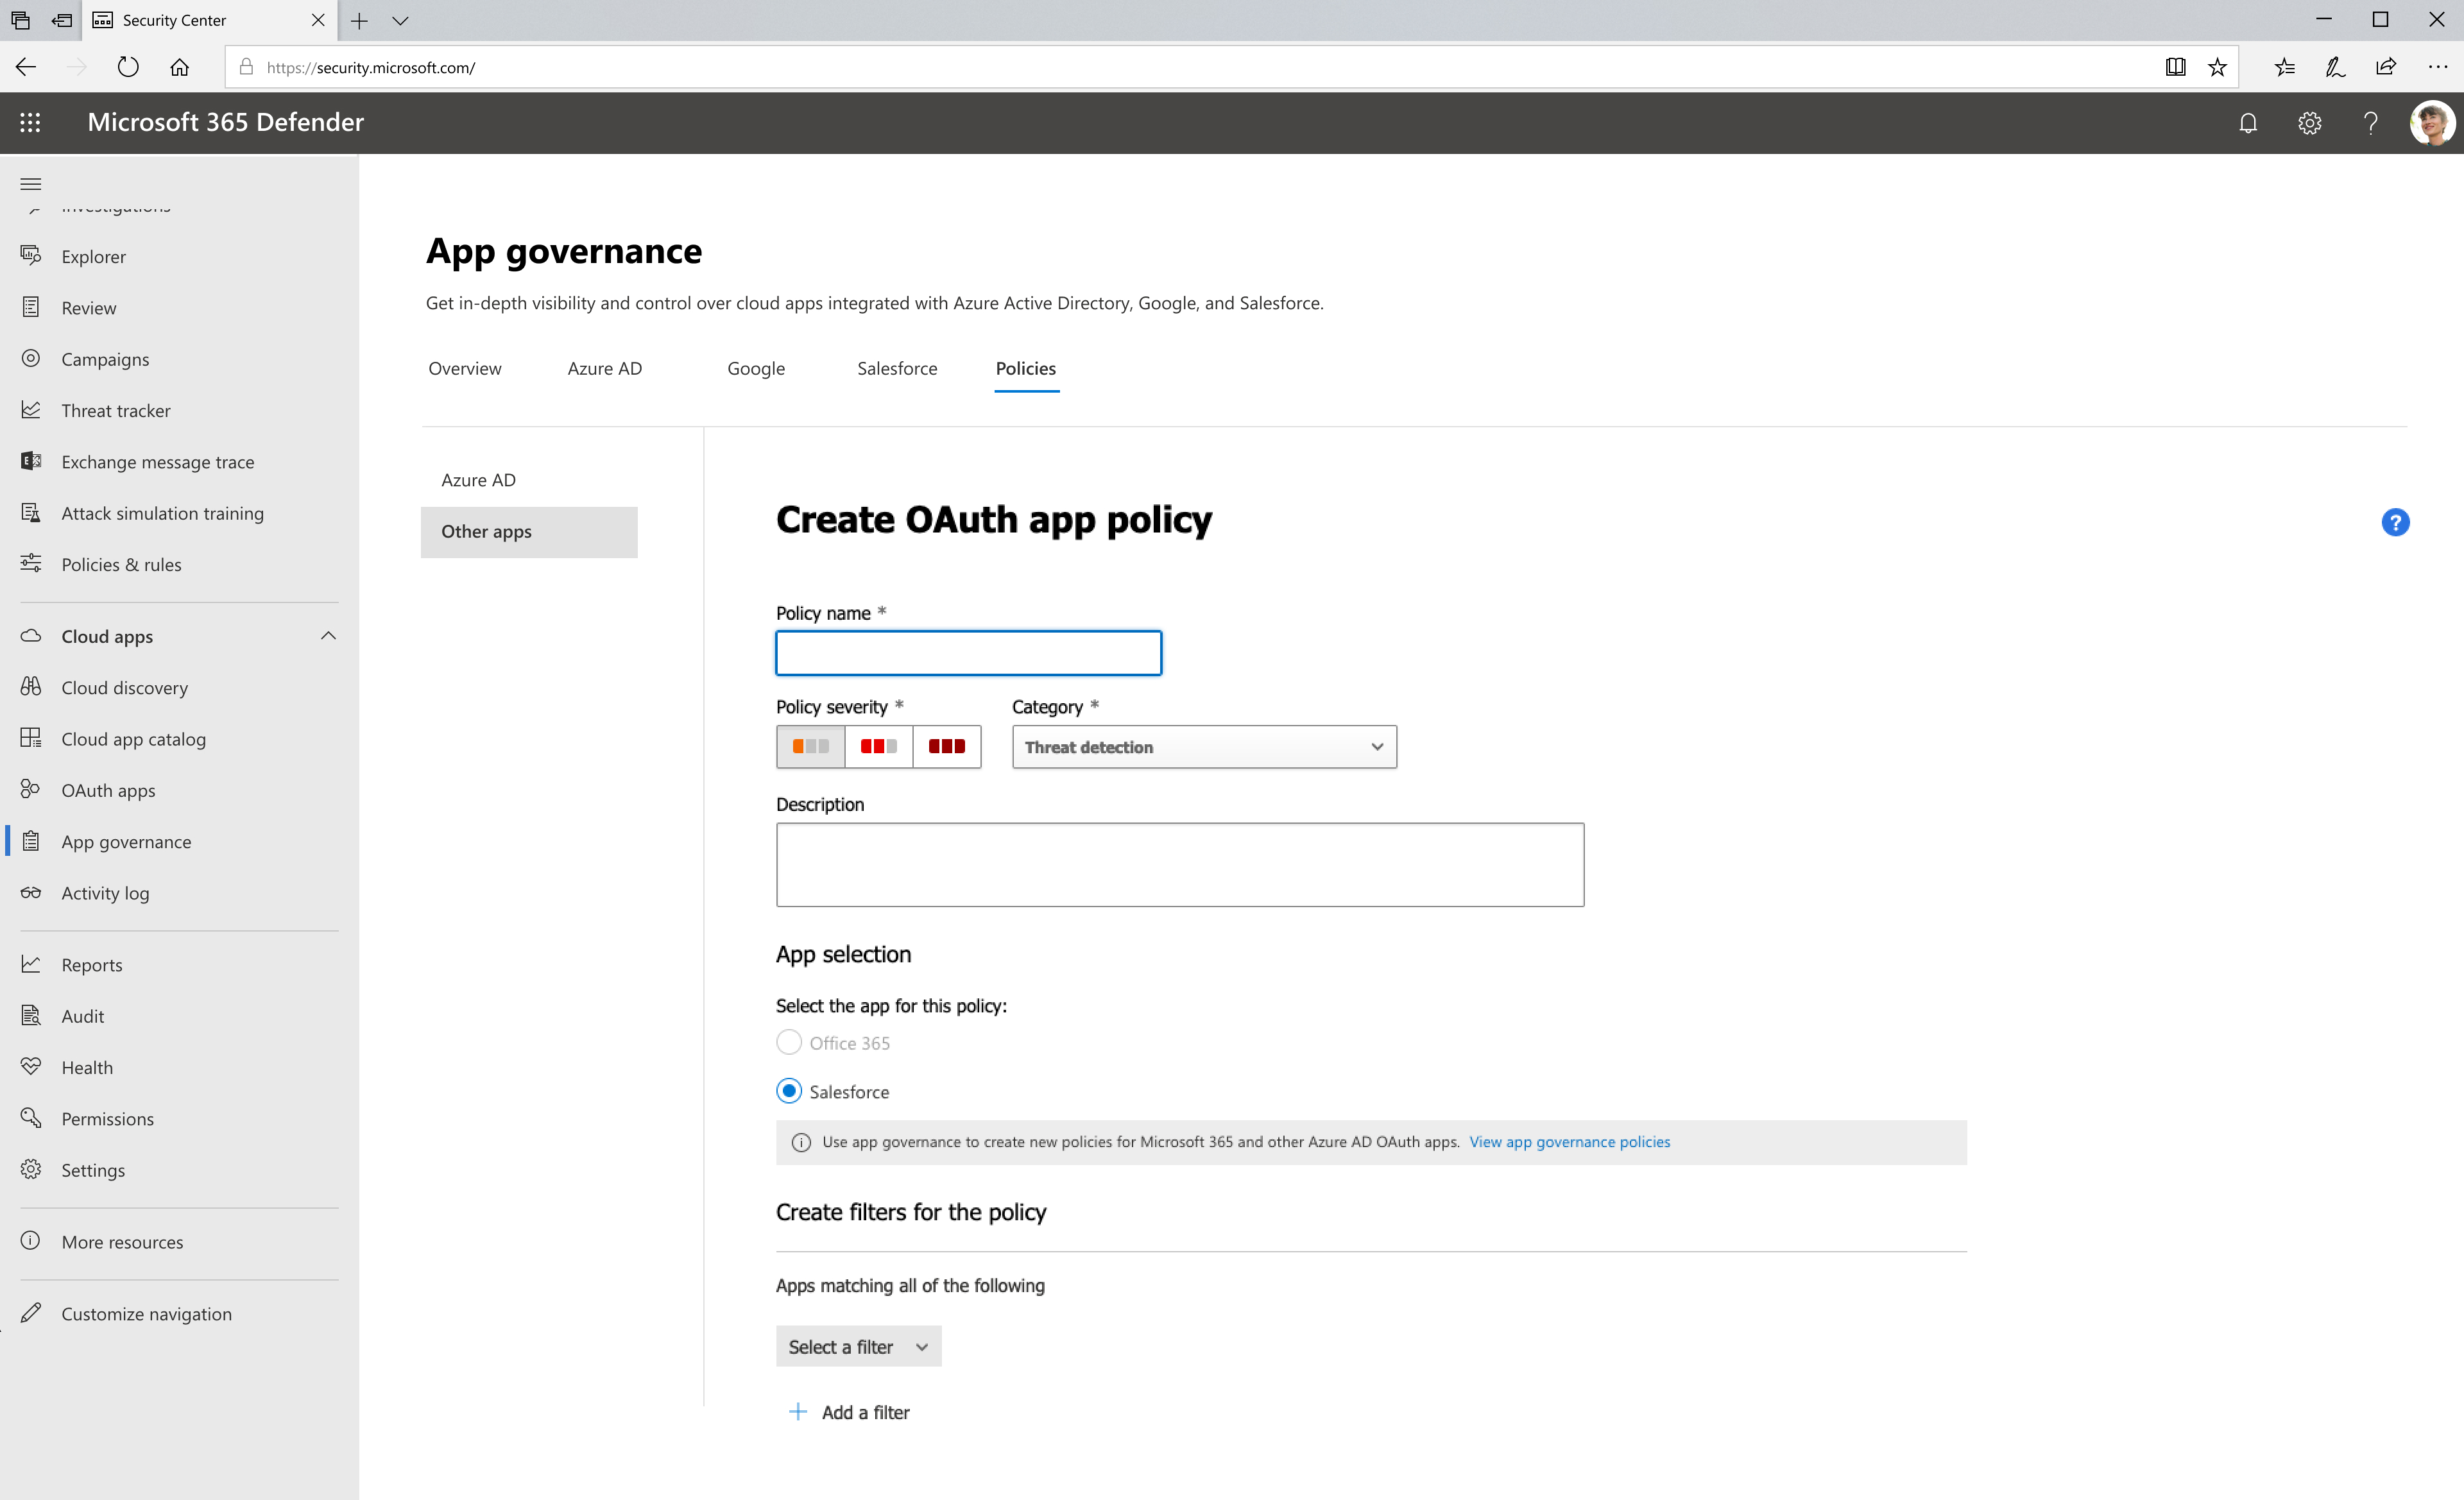 Security Center
https://security.microsoft.com/
Microsoft 365 Defender
Investigations
Explorer
Review
Campaigns
Threat tracker
Exchange message trace
Attack simulation training
Policies & rules
Cloud apps
Cloud discovery
Cloud app catalog
OAuth apps
App governance
Activity log
Reports
Audit
Health
Permissions
Settings
More resources
Customize navigation
App governance
Get in-depth visibility and control over cloud apps integrated with Azure Active Directory, Google, and Salesforce.
Overview Azure AD Google Salesforce Policies
Azure AD
Other apps
Create OAuth app policy
?
Policy name *
Policy severity * Category *
Threat detection
Description
App selection
Select the app for this policy:
Office 365
Salesforce
Use app governance to create new policies for Microsoft 365 and other Azure AD OAuth apps. View app governance policies
Create filters for the policy
Apps matching all of the following
Select a filter
+ Add a filter